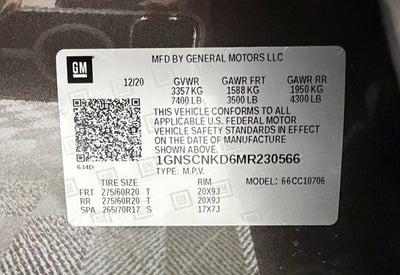 MFD BY GENERAL MOTORS LLC
GM
12/20 GVWR GAWR FRT GAWR RR
3357 KG 1588 KG 1950 KG
7400 LB 3500 LB 4300 LB
THIS VEHICLE CONFORMS TO ALL
APPLICABLE U.S. FEDERAL MOTOR
VEHICLE SAFETY STANDARDS IN EFFECT
ON THE DATE OF MANUFACTURE
SHOWN ABOVE.
1GNSCNKD6MR230566
634D
TYPE: M.P.V. MODEL: 66CC10706
TIRE SIZE RIM
FRT 275/60R20 T 20X9J
RR 275/60R20 T 20X9J
SPA 265/70R17 S 17X7J